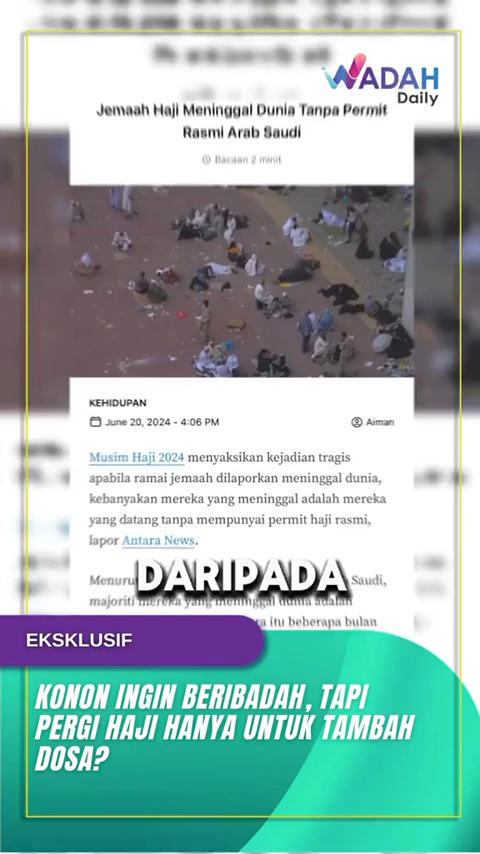 WADAH
Daily
Jemaah Haji Meninggal Dunia Tanpa Permit
Rasmi Arab Saudi
Bacaan 2 minit
KEHIDUPAN
June 20, 2024 - 4:06 PM
Aiman
Musim Haji 2024 menyaksikan kejadian tragis
apabila ramai jemaah dilaporkan meninggal dunia,
kebanyakan mereka yang meninggal adalah mereka
yang datang tanpa mempunyai permit haji rasmi,
lapor Antara News.
DARIPADA
Saudi,
majoriti mereka yang meninggal dunia adalah
itu beberapa bulan
EKSKLUSIF
KONON INGIN BERIBADAH, TAPI
PERGI HAJI HANYA UNTUK TAMBAH
DOSA?